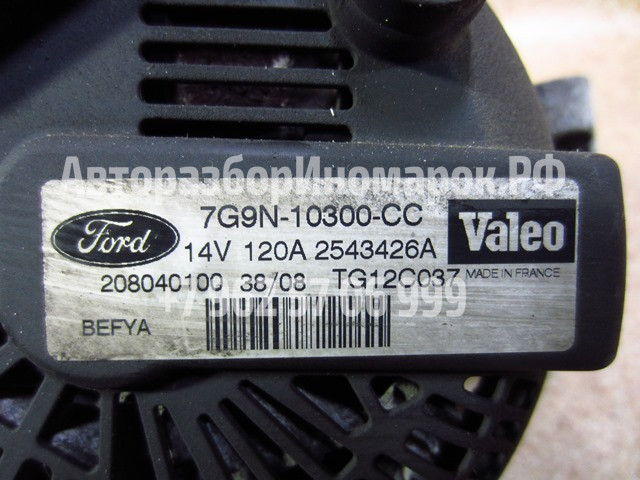 АвторазборИномарок.РФ
Ford 7G9N-10300-CC Valeo
14V 120A 2543426A
208040100 38/08 TG12C037 MADE IN FRANCE
BEFYA